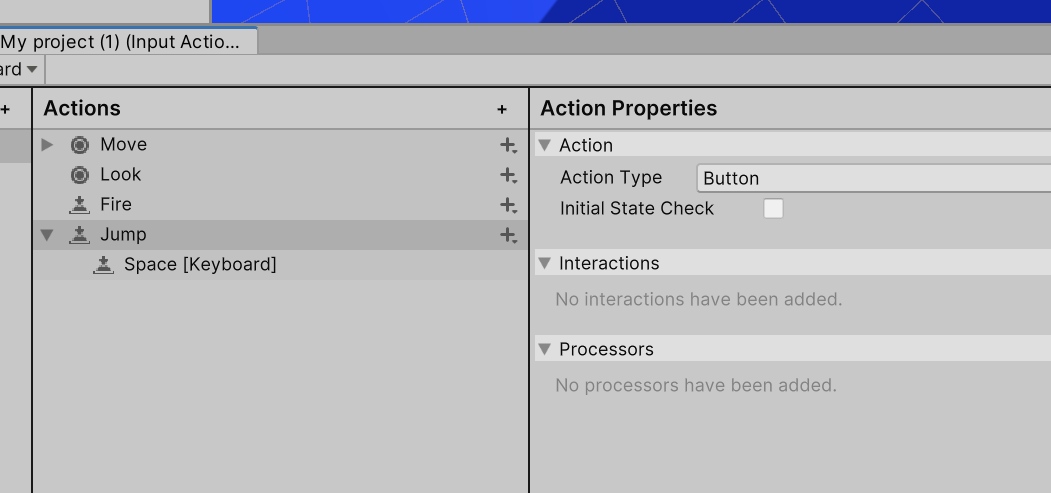 My project (1) (Input Actio...
ard
+ Actions + Action Properties
Move
Look
Fire
Jump
Space [Keyboard]
Action
Action Type Button
Initial State Check
Interactions
No interactions have been added.
Processors
No processors have been added.